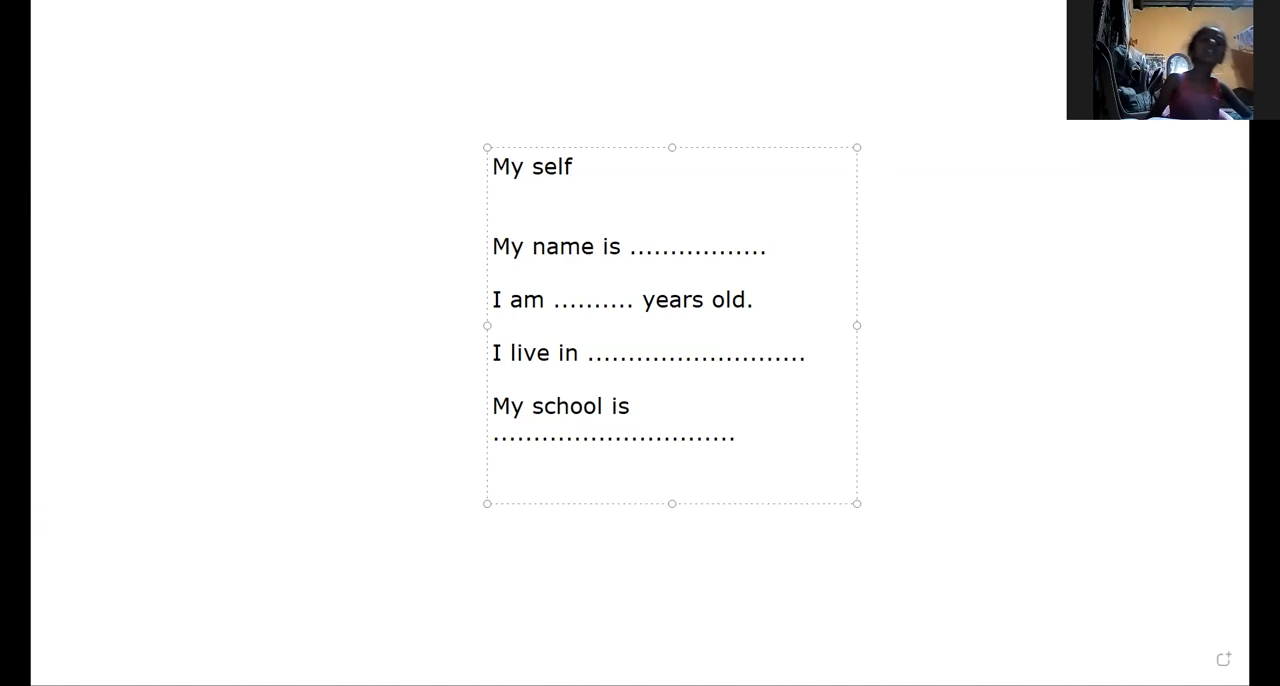 My self
My name is .................
I am .......... years old.
I live in ...........................
My school is
..............................